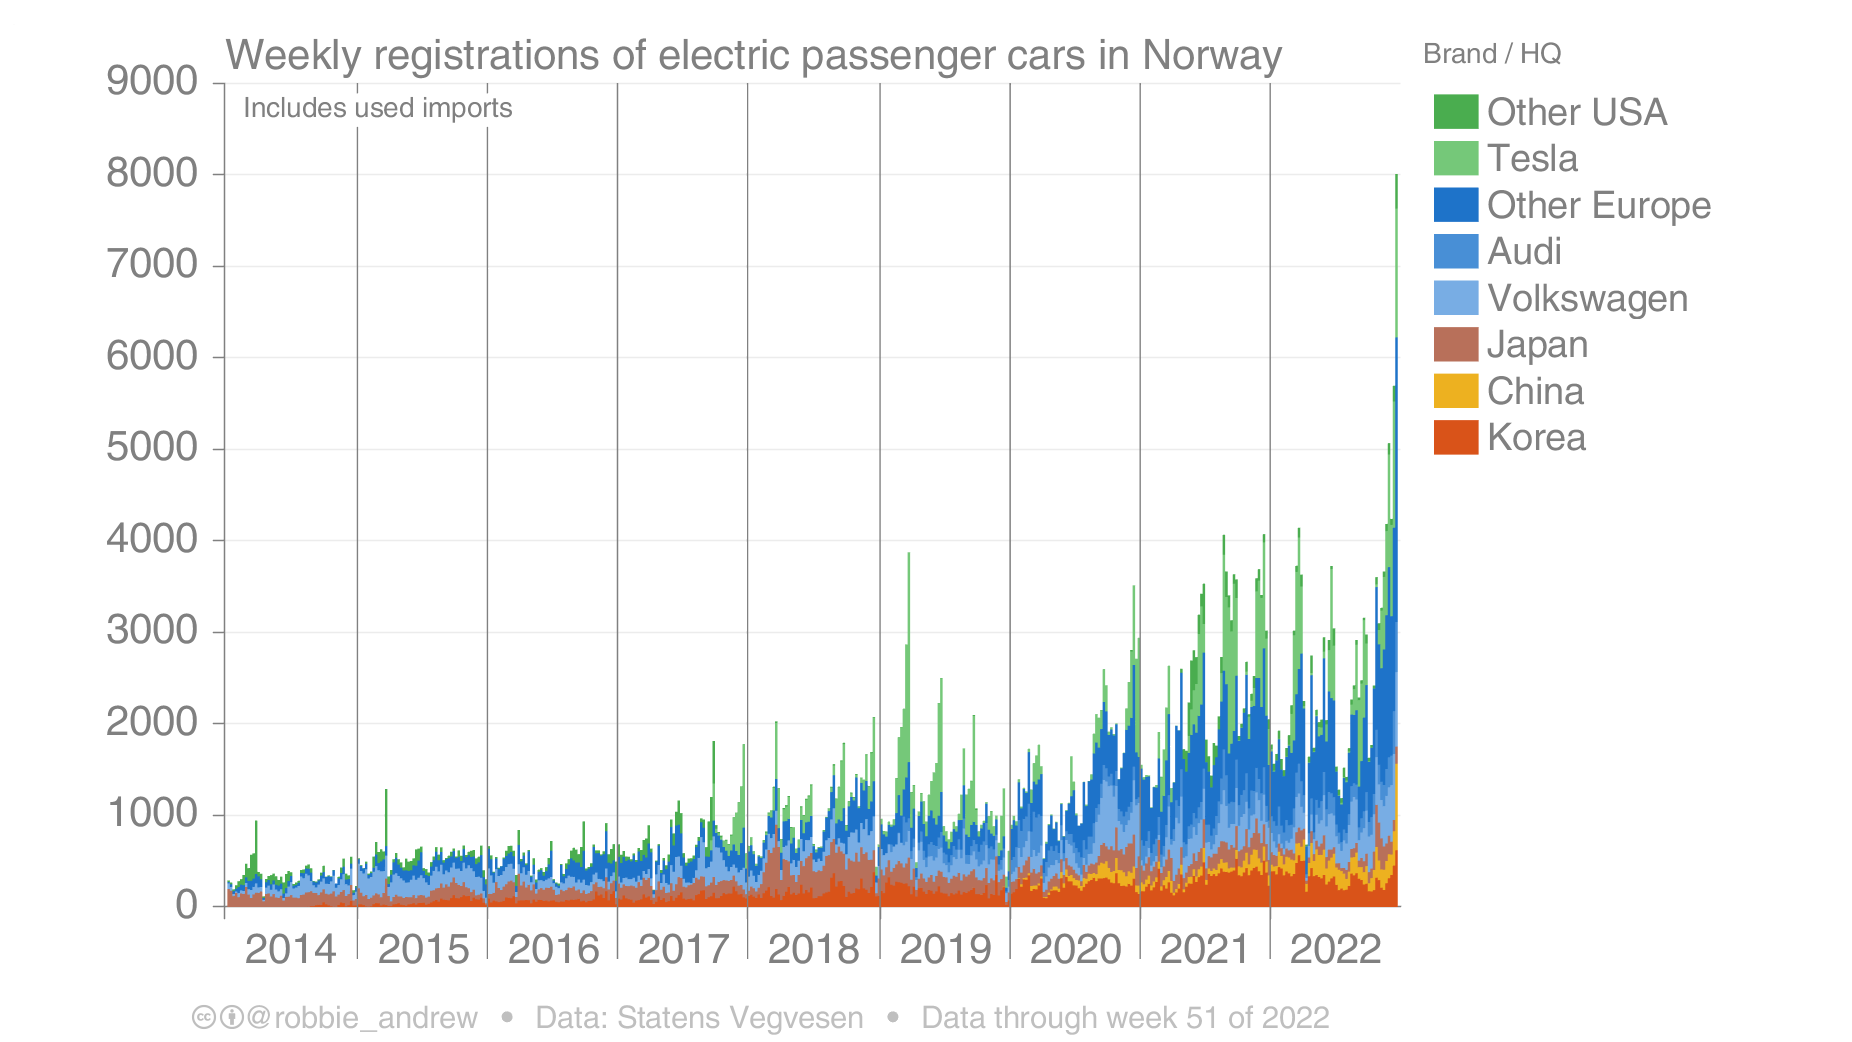 Weekly registrations of electric passenger cars in Norway
Includes used imports
9000
8000
7000
6000
5000
4000
3000
2000
1000
0
2014 2015 2016 2017 2018 2019 2020 2021 2022
Brand / HQ
Other USA
Tesla
Other Europe
Audi
Volkswagen
Japan
China
Korea
cc @robbie_andrew • Data: Statens Vegvesen • Data through week 51 of 2022